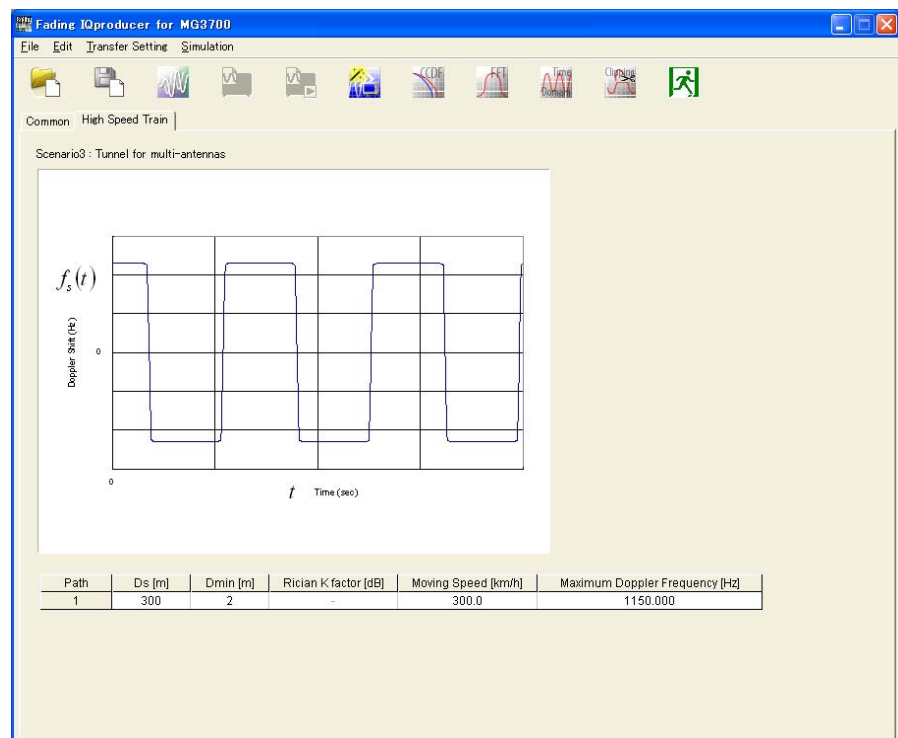 Fading IQproducer for MG3700
File Edit Transfer Setting Simulation
CCDF FFT Time Domain Clipping
Common High Speed Train
Scenario3 : Tunnel for multi-antennas
fs(t)
Doppler Shift (Hz)
0
0
t Time (sec)
Path Ds [m] Dmin [m] Rician K factor [dB] Moving Speed [km/h] Maximum Doppler Frequency [Hz]
1 300 2 - 300.0 1150.000